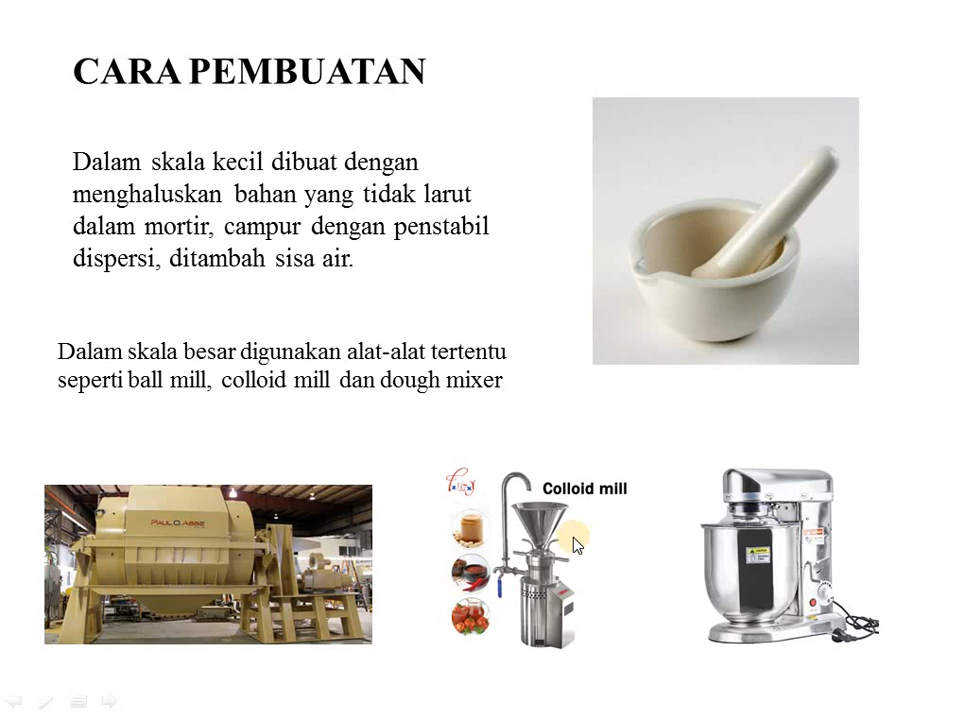 CARA PEMBUATAN
Dalam skala kecil dibuat dengan
menghaluskan bahan yang tidak larut
dalam mortir, campur dengan penstabil
dispersi, ditambah sisa air.
Dalam skala besar digunakan alat-alat tertentu
seperti ball mill, colloid mill dan dough mixer
PAUL O. ABBE
Colloid mill